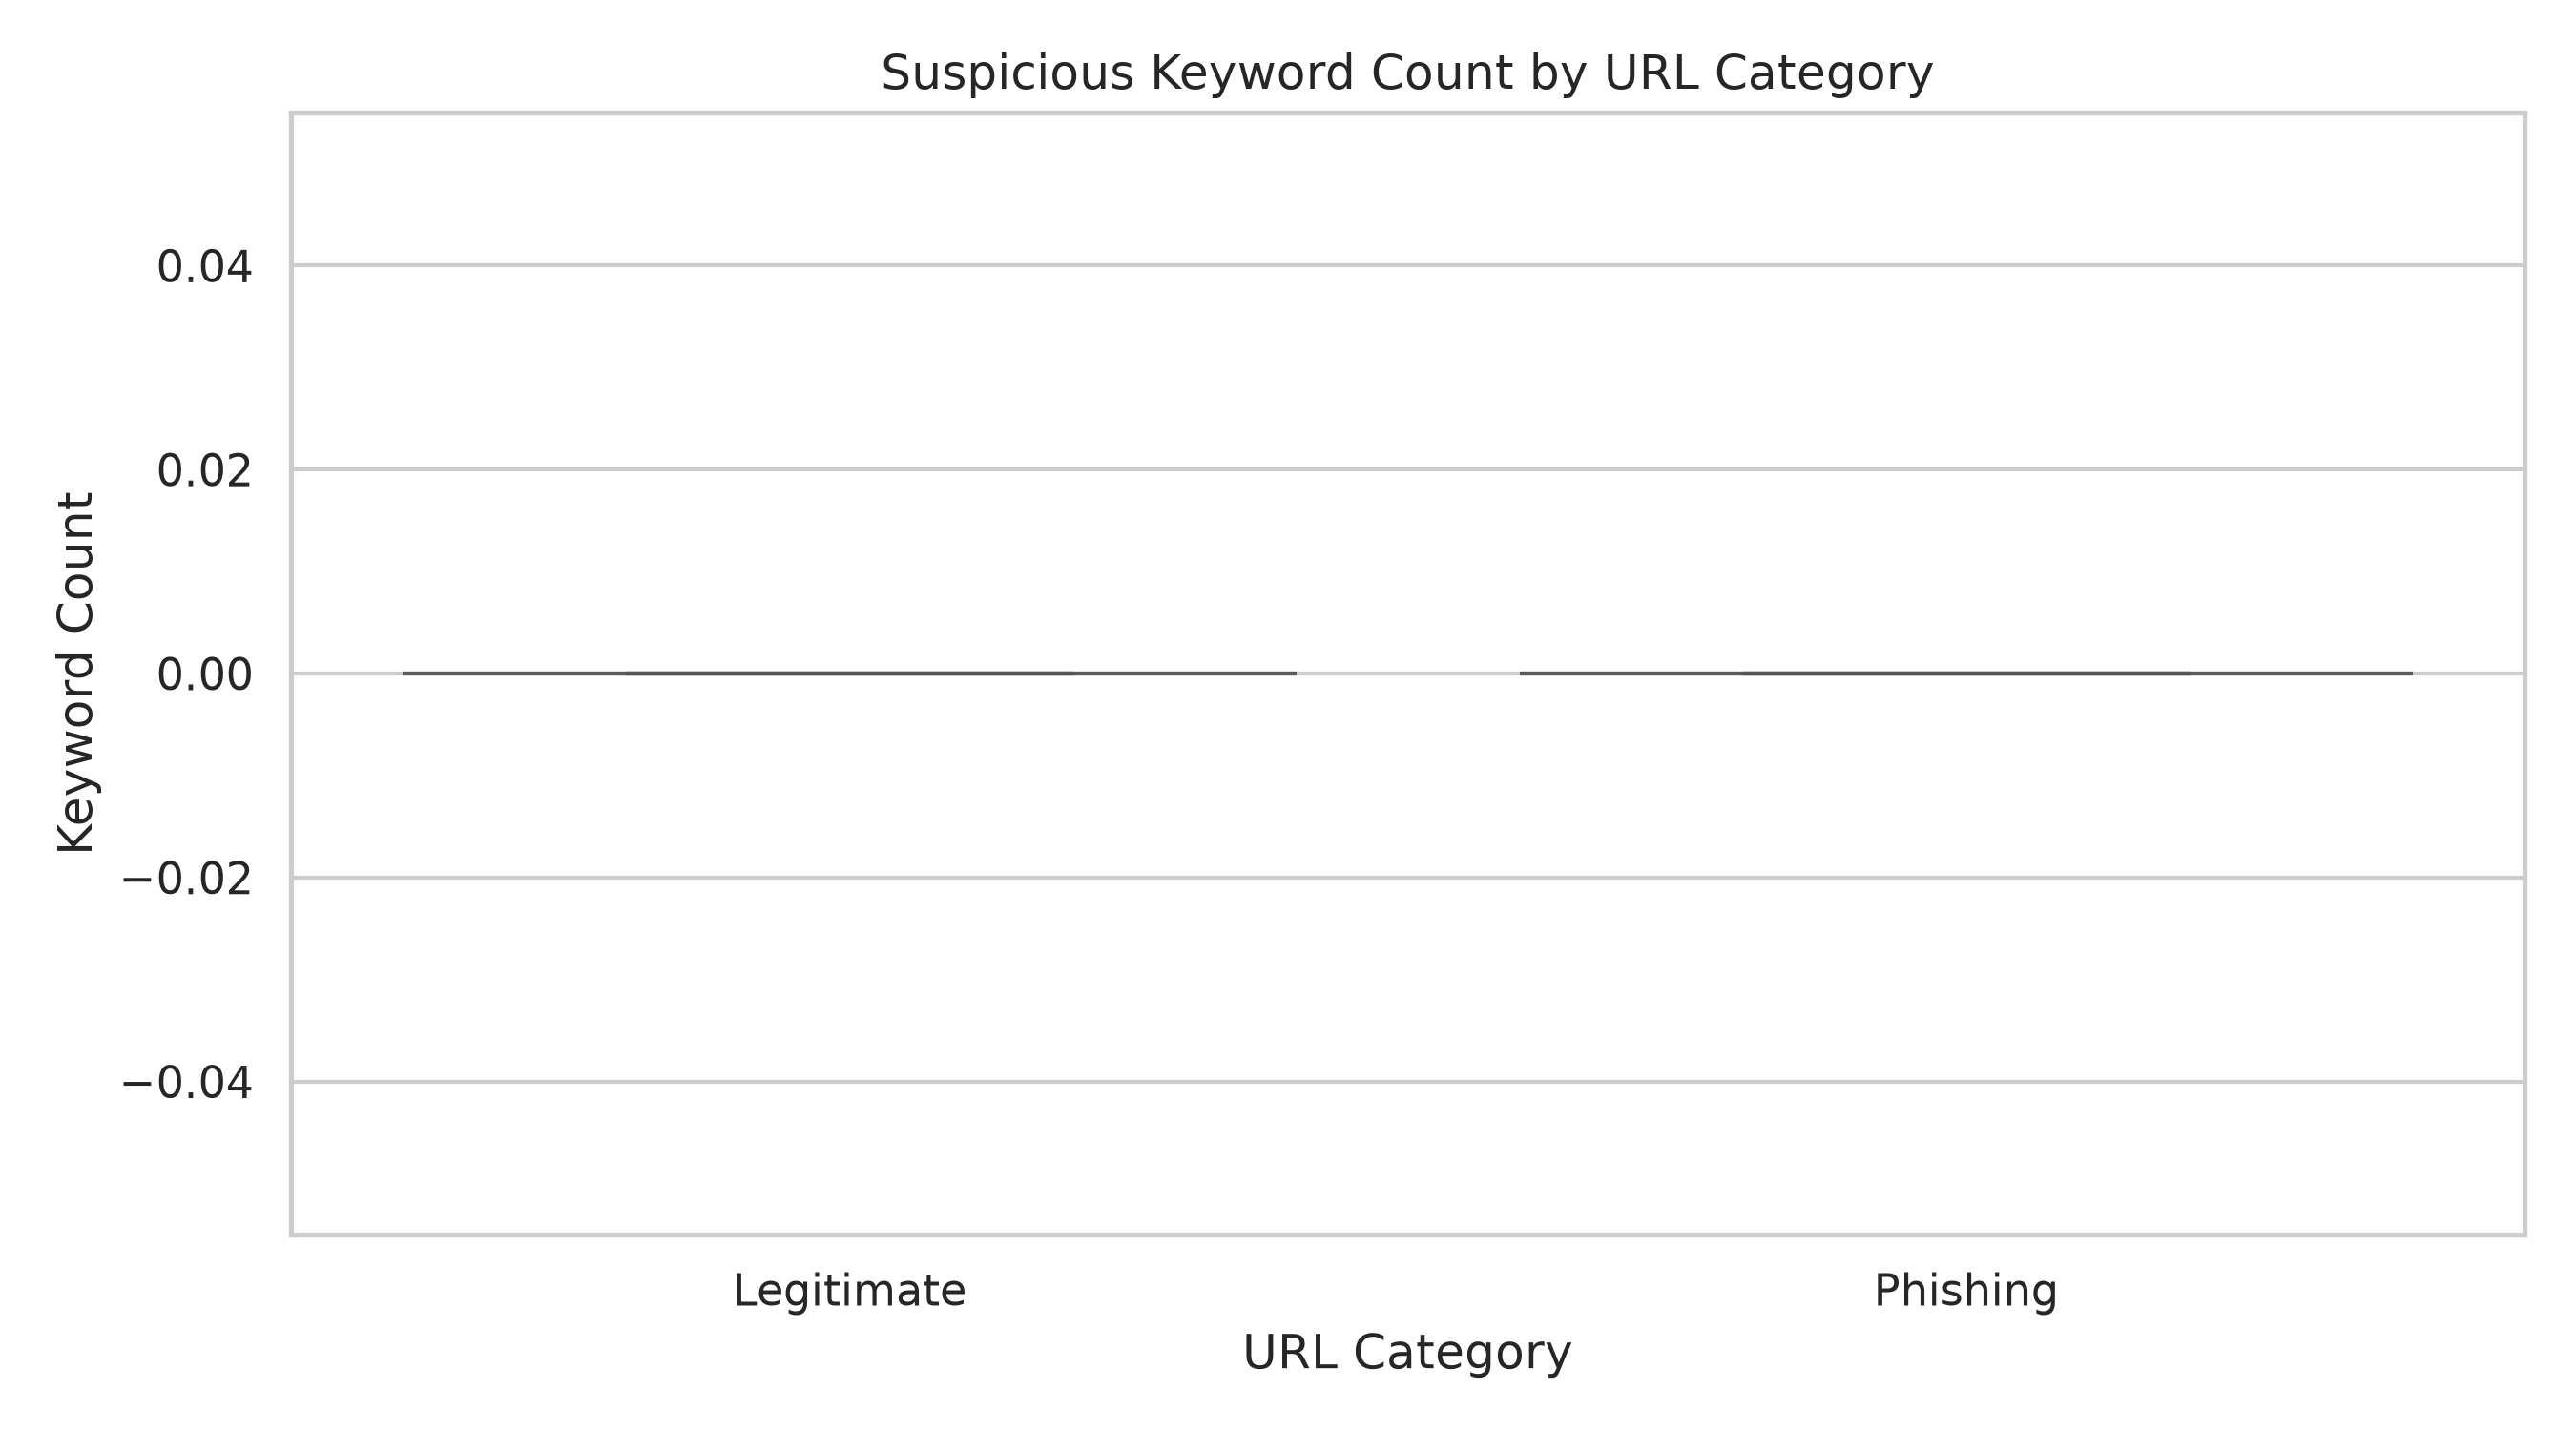 Suspicious Keyword Count by URL Category
Keyword Count
0.04
0.02
0.00
−0.02
−0.04
Legitimate
Phishing
URL Category